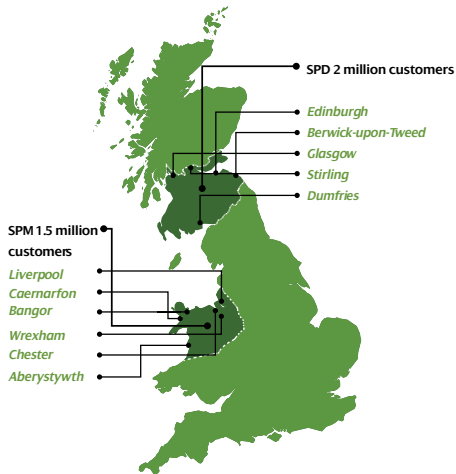 SPD 2 million customers
Edinburgh
Berwick-upon-Tweed
Glasgow
Stirling
Dumfries
SPM 1.5 million
customers
Liverpool
Caernarfon
Bangor
Wrexham
Chester
Aberystwyth